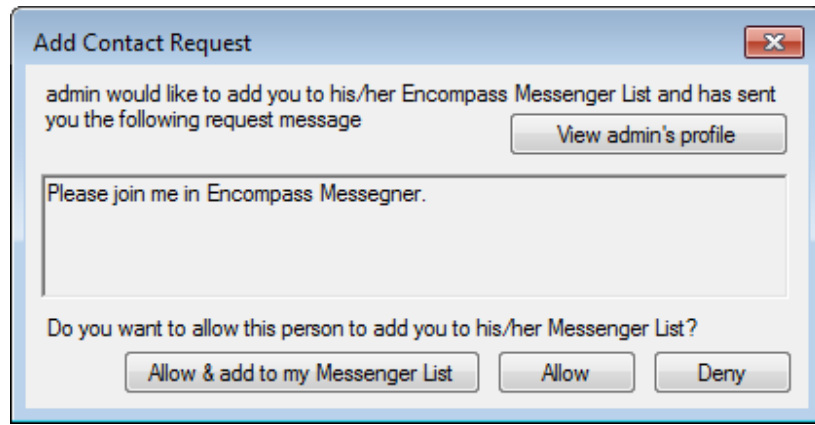 Add Contact Request
admin would like to add you to his/her Encompass Messenger List and has sent
you the following request message
View admin's profile
Please join me in Encompass Messegner.
Do you want to allow this person to add you to his/her Messenger List?
Allow & add to my Messenger List
Allow
Deny